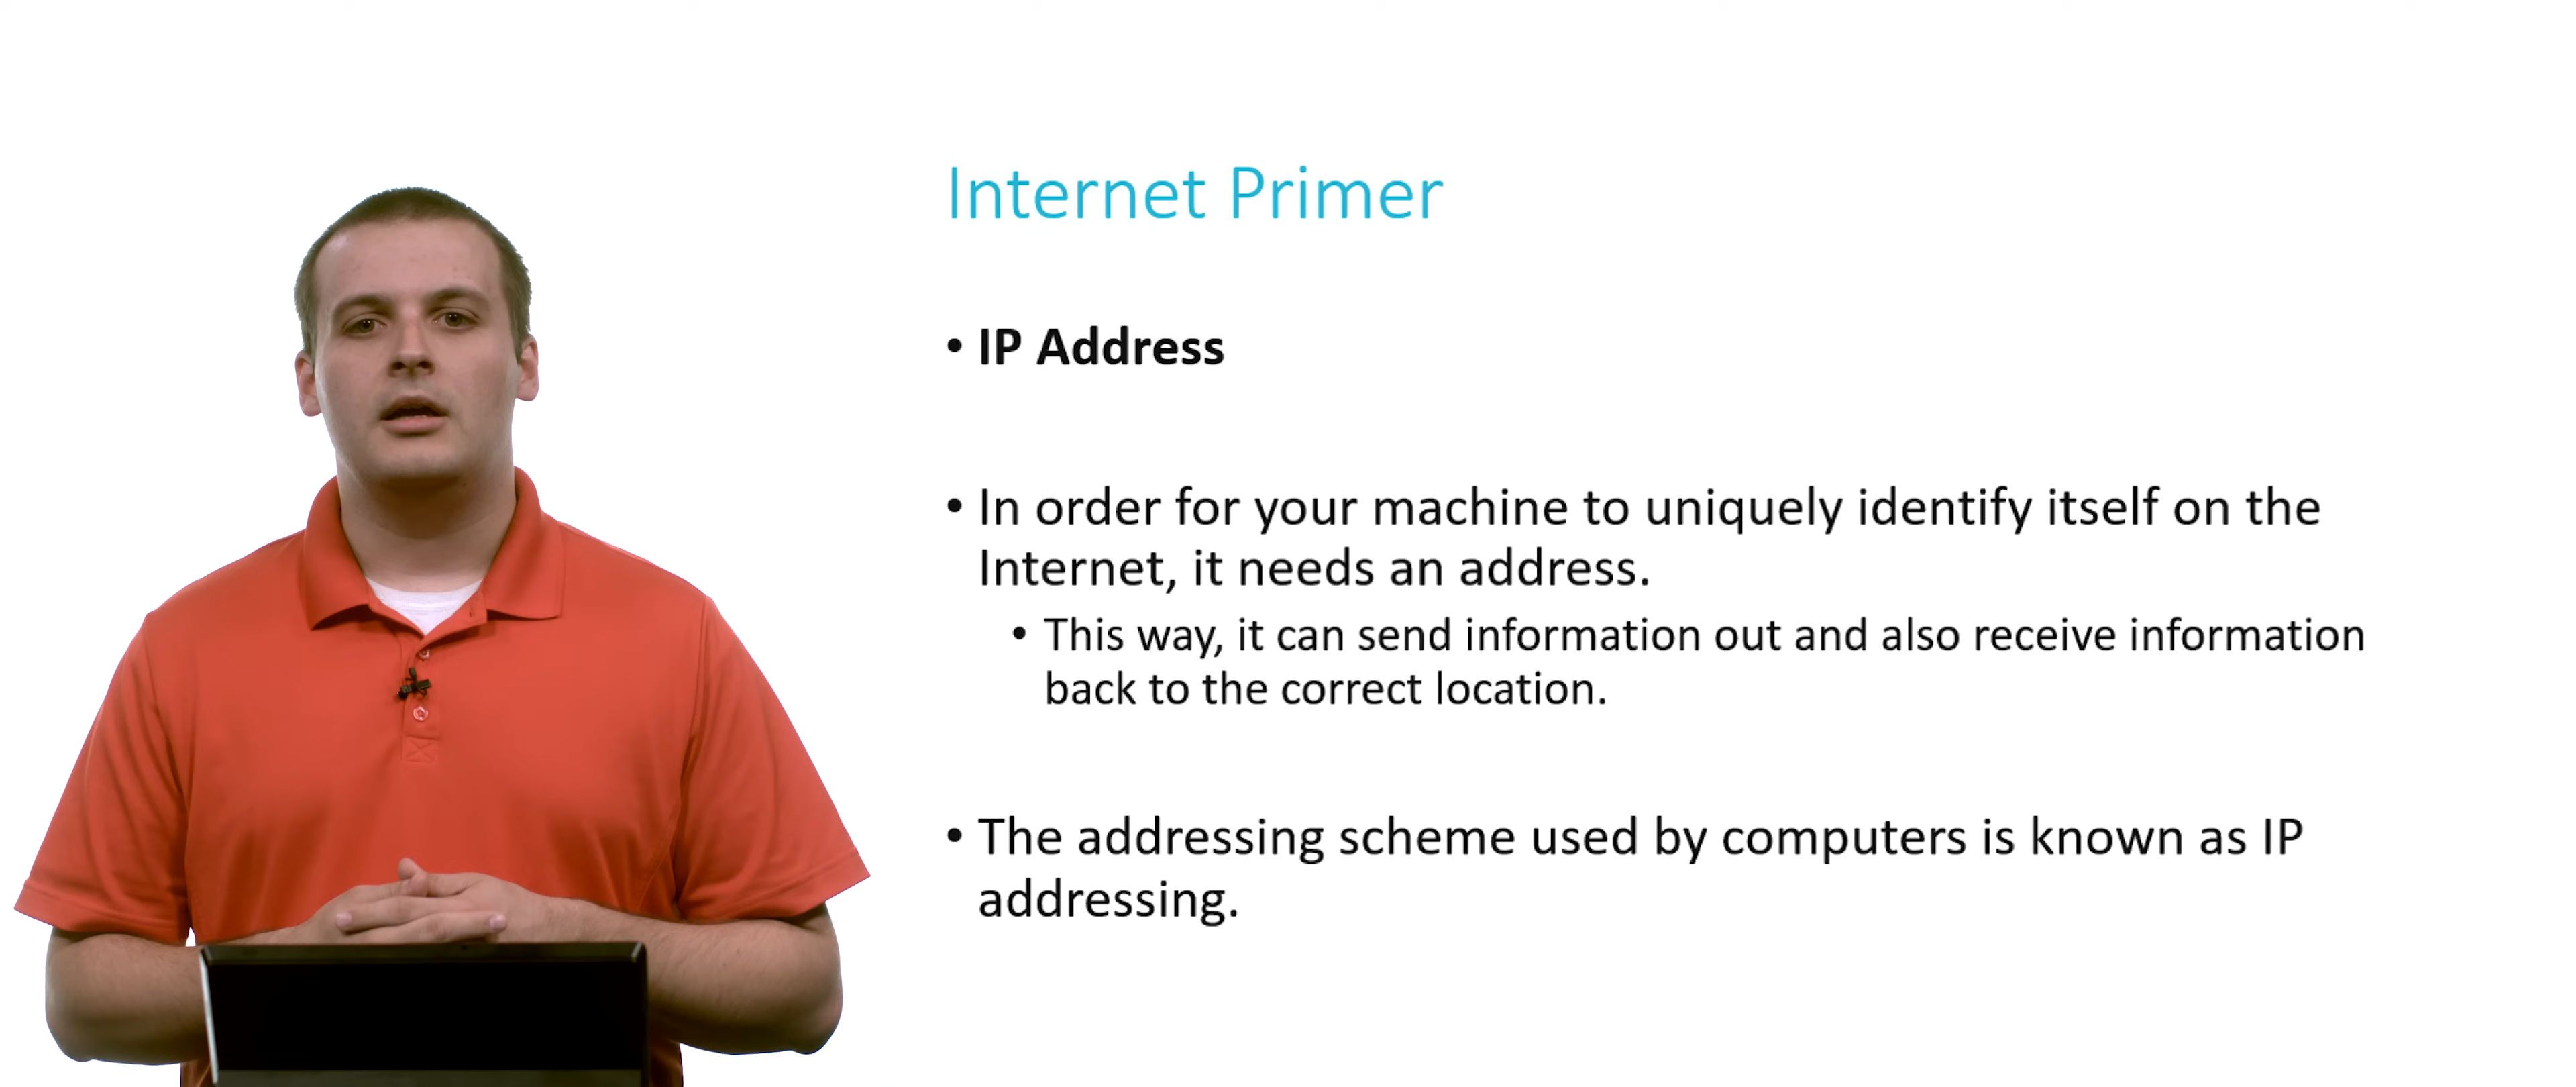 Internet Primer
• IP Address
• In order for your machine to uniquely identify itself on the
Internet, it needs an address.
• This way, it can send information out and also receive information
back to the correct location.
• The addressing scheme used by computers is known as IP
addressing.